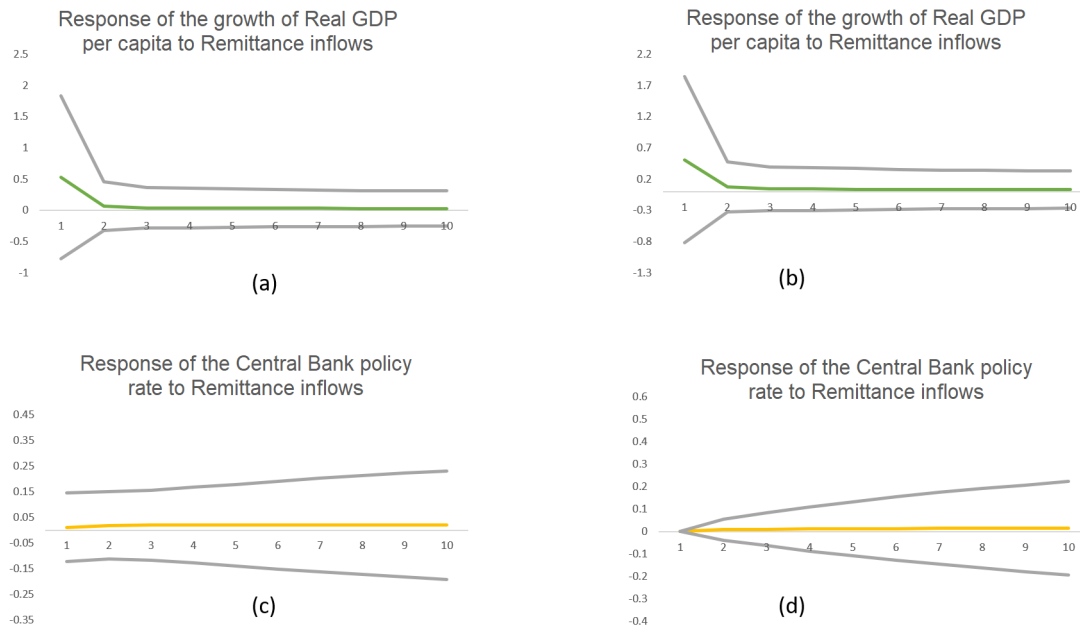 Response of the growth of Real GDP
per capita to Remittance inflows
2.5
2
1.5
1
0.5
0
-0.5
-1
1 2 3 4 5 6 7 8 9 10
(a)
Response of the growth of Real GDP
per capita to Remittance inflows
2.2
1.7
1.2
0.7
0.2
-0.3
-0.8
-1.3
1 2 3 4 5 6 7 8 9 10
(b)
Response of the Central Bank policy
rate to Remittance inflows
0.45
0.35
0.25
0.15
0.05
-0.05
-0.15
-0.25
-0.35
1 2 3 4 5 6 7 8 9 10
(c)
Response of the Central Bank policy
rate to Remittance inflows
0.6
0.5
0.4
0.3
0.2
0.1
0
-0.1
-0.2
-0.3
-0.4
1 2 3 4 5 6 7 8 9 10
(d)